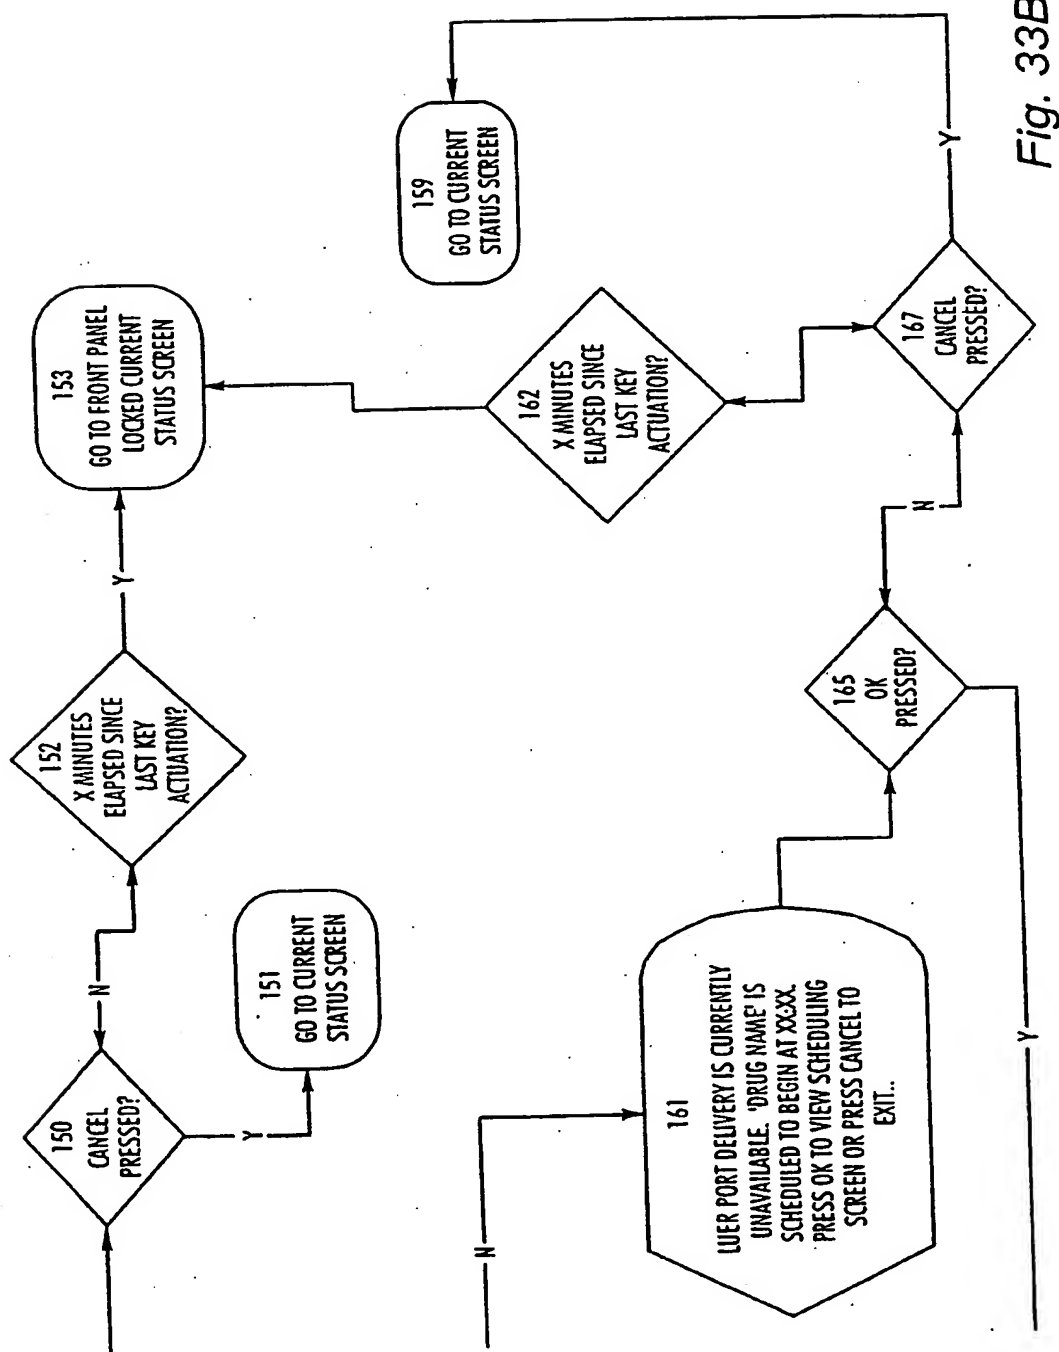 150
CANCEL
PRESSED?
N
Y
152
X MINUTES
ELAPSED SINCE
LAST KEY
ACTUATION?
Y
153
GO TO FRONT PANEL
LOCKED CURRENT
STATUS SCREEN
151
GO TO CURRENT
STATUS SCREEN
159
GO TO CURRENT
STATUS SCREEN
162
X MINUTES
ELAPSED SINCE
LAST KEY
ACTUATION?
N
161
LUER PORT DELIVERY IS CURRENTLY
UNAVAILABLE. 'DRUG NAME' IS
SCHEDULED TO BEGIN AT XX:XX.
PRESS OK TO VIEW SCHEDULING
SCREEN OR PRESS CANCEL TO
EXIT..
165
OK
PRESSED?
N
Y
167
CANCEL
PRESSED?
Y
Fig. 33B